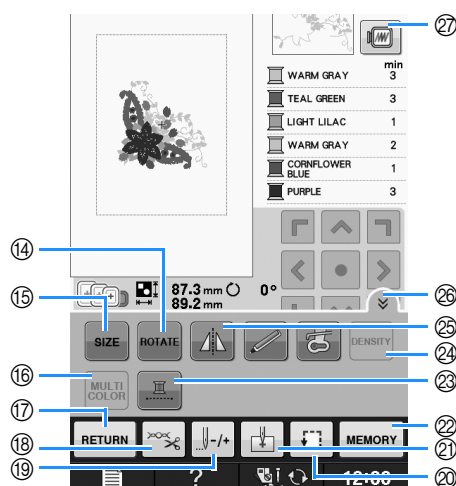 ㉗
min
WARM GRAY 3
TEAL GREEN 3
LIGHT LILAC 1
WARM GRAY 2
CORNFLOWER
BLUE 1
PURPLE 3
⑭
⑮
87.3 mm 0°
89.2 mm
㉖
SIZE
ROTATE
㉕
DENSITY
㉔
⑯
MULTI
COLOR
㉓
⑰
RETURN
-/+
MEMORY
㉒
⑱
⑲
㉑
⑳
?